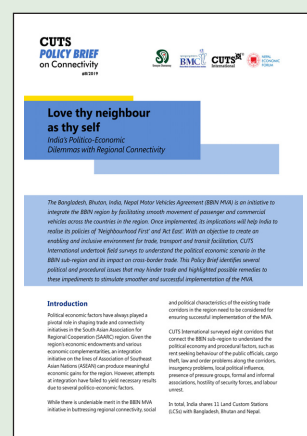 CUTS
POLICY BRIEF
on Connectivity
#8/2019
BMC
CUTS
International
NEPAL
ECONOMIC
FORUM
Love thy neighbour
as thy self
India's Politico-Economic
Dilemmas with Regional Connectivity
The Bangladesh, Bhutan, India, Nepal Motor Vehicles Agreement (BBIN MVA) is an initiative to
integrate the BBIN region by facilitating smooth movement of passenger and commercial
vehicles across the countries in the region. Once implemented, its implications will help India to
realise its policies of 'Neighbourhood First' and 'Act East'. With an objective to create an
enabling and inclusive environment for trade, transport and transit facilitation, CUTS
International undertook field surveys to understand the political economic scenario in the
BBIN sub-region and its impact on cross-border trade. This Policy Brief identifies several
political and procedural issues that may hinder trade and highlighted possible remedies to
these impediments to stimulate smoother and successful implementation of the MVA.
Introduction
Political economic factors have always played a
pivotal role in shaping trade and connectivity
initiatives in the South Asian Association for
Regional Cooperation (SAARC) region. Given the
region's economic endowments and various
economic complementarities, an integration
initiative on the lines of Association of Southeast
Asian Nations (ASEAN) can produce meaningful
economic gains for the region. However, attempts
at integration have failed to yield necessary results
due to several politico-economic factors.
While there is undeniable merit in the BBIN MVA
initiative in buttressing regional connectivity, social
and political characteristics of the existing trade
corridors in the region need to be considered for
ensuring successful implementation of the MVA.
CUTS International surveyed eight corridors that
connect the BBIN sub-region to understand the
political economy and procedural factors, such as
rent seeking behaviour of the public officials, cargo
theft, law and order problems along the corridors,
insurgency problems, local political influence,
presence of pressure groups, formal and informal
associations, hostility of security forces, and labour
unrest.
In total, India shares 11 Land Custom Stations
(LCSs) with Bangladesh, Bhutan and Nepal.